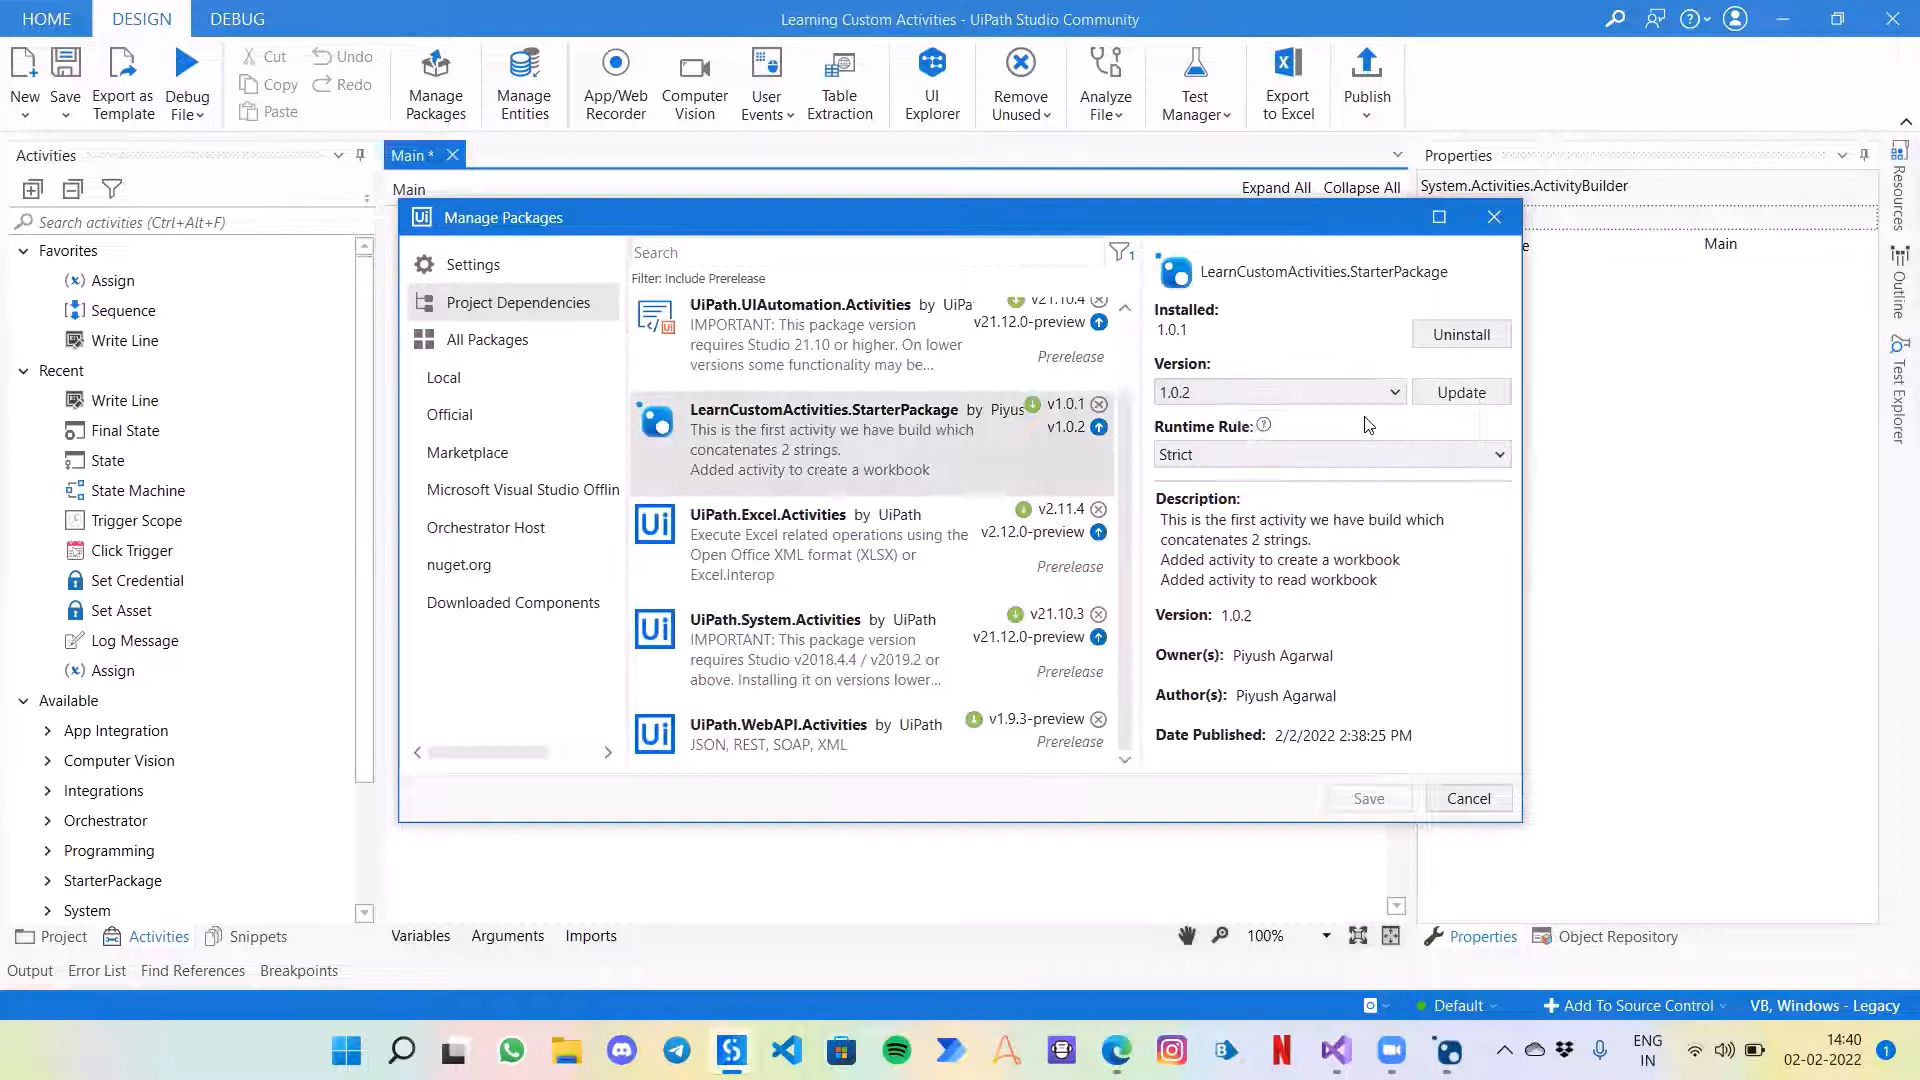 HOME DESIGN DEBUG
Learning Custom Activities - UiPath Studio Community
New
Save
Export as
Template
Debug
File
Cut
Copy
Paste
Undo
Redo
Manage
Packages
Manage
Entities
App/Web
Recorder
Computer
Vision
User
Events
Table
Extraction
UI
Explorer
Remove
Unused
Analyze
File
Test
Manager
Export
to Excel
Publish
Activities
Search activities (Ctrl+Alt+F)
Favorites
Assign
Sequence
Write Line
Recent
Write Line
Final State
State
State Machine
Trigger Scope
Click Trigger
Set Credential
Set Asset
Log Message
Assign
Available
App Integration
Computer Vision
Integrations
Orchestrator
Programming
StarterPackage
System
Project Activities Snippets
Main *
Main
Expand All Collapse All
Manage Packages
Settings
Project Dependencies
All Packages
Local
Official
Marketplace
Microsoft Visual Studio Offlin
Orchestrator Host
nuget.org
Downloaded Components
Search
Filter: Include Prerelease
1
UiPath.UIAutomation.Activities by UiPa v21.10.4
IMPORTANT: This package version v21.12.0-preview
requires Studio 21.10 or higher. On lower
versions some functionality may be... Prerelease
LearnCustomActivities.StarterPackage by Piyus v1.0.1
This is the first activity we have build which v1.0.2
concatenates 2 strings.
Added activity to create a workbook
UiPath.Excel.Activities by UiPath v2.11.4
Execute Excel related operations using the v2.12.0-preview
Open Office XML format (XLSX) or
Excel.Interop Prerelease
UiPath.System.Activities by UiPath v21.10.3
IMPORTANT: This package version v21.12.0-preview
requires Studio v2018.4.4 / v2019.2 or
above. Installing it on versions lower... Prerelease
UiPath.WebAPI.Activities by UiPath v1.9.3-preview
JSON, REST, SOAP, XML Prerelease
LearnCustomActivities.StarterPackage
Installed:
1.0.1
Uninstall
Version:
1.0.2
Update
Runtime Rule:
Strict
Description:
This is the first activity we have build which
concatenates 2 strings.
Added activity to create a workbook
Added activity to read workbook
Version: 1.0.2
Owner(s): Piyush Agarwal
Author(s): Piyush Agarwal
Date Published: 2/2/2022 2:38:25 PM
Save Cancel
Properties
System.Activities.ActivityBuilder
e Main
Resources
Outline
Test Explorer
Variables Arguments Imports
100%
Properties Object Repository
Output Error List Find References Breakpoints
Default
Add To Source Control
VB, Windows - Legacy
ENG
IN
14:40
02-02-2022
1